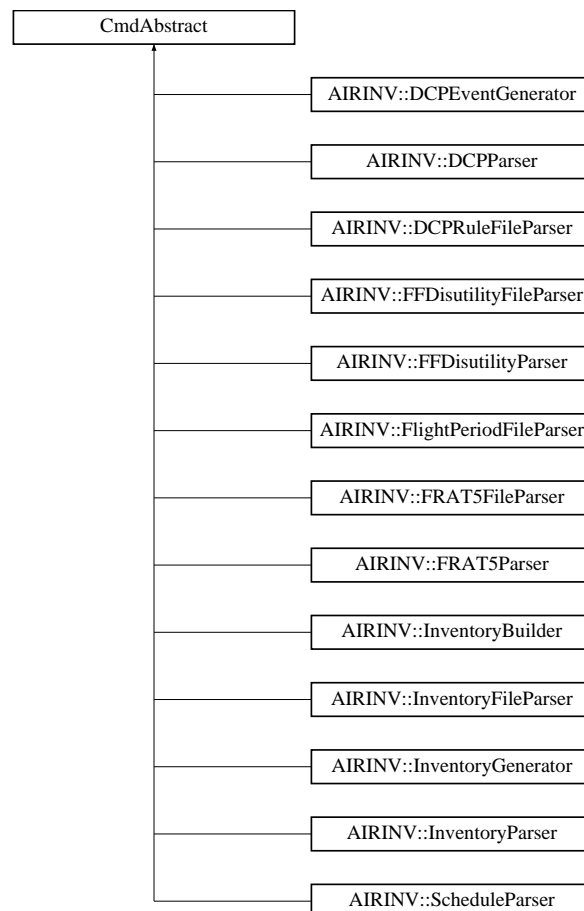 CmdAbstract
AIRINV::DCPEventGenerator
AIRINV::DCPParser
AIRINV::DCPRuleFileParser
AIRINV::FFDisutilityFileParser
AIRINV::FFDisutilityParser
AIRINV::FlightPeriodFileParser
AIRINV::FRAT5FileParser
AIRINV::FRAT5Parser
AIRINV::InventoryBuilder
AIRINV::InventoryFileParser
AIRINV::InventoryGenerator
AIRINV::InventoryParser
AIRINV::ScheduleParser